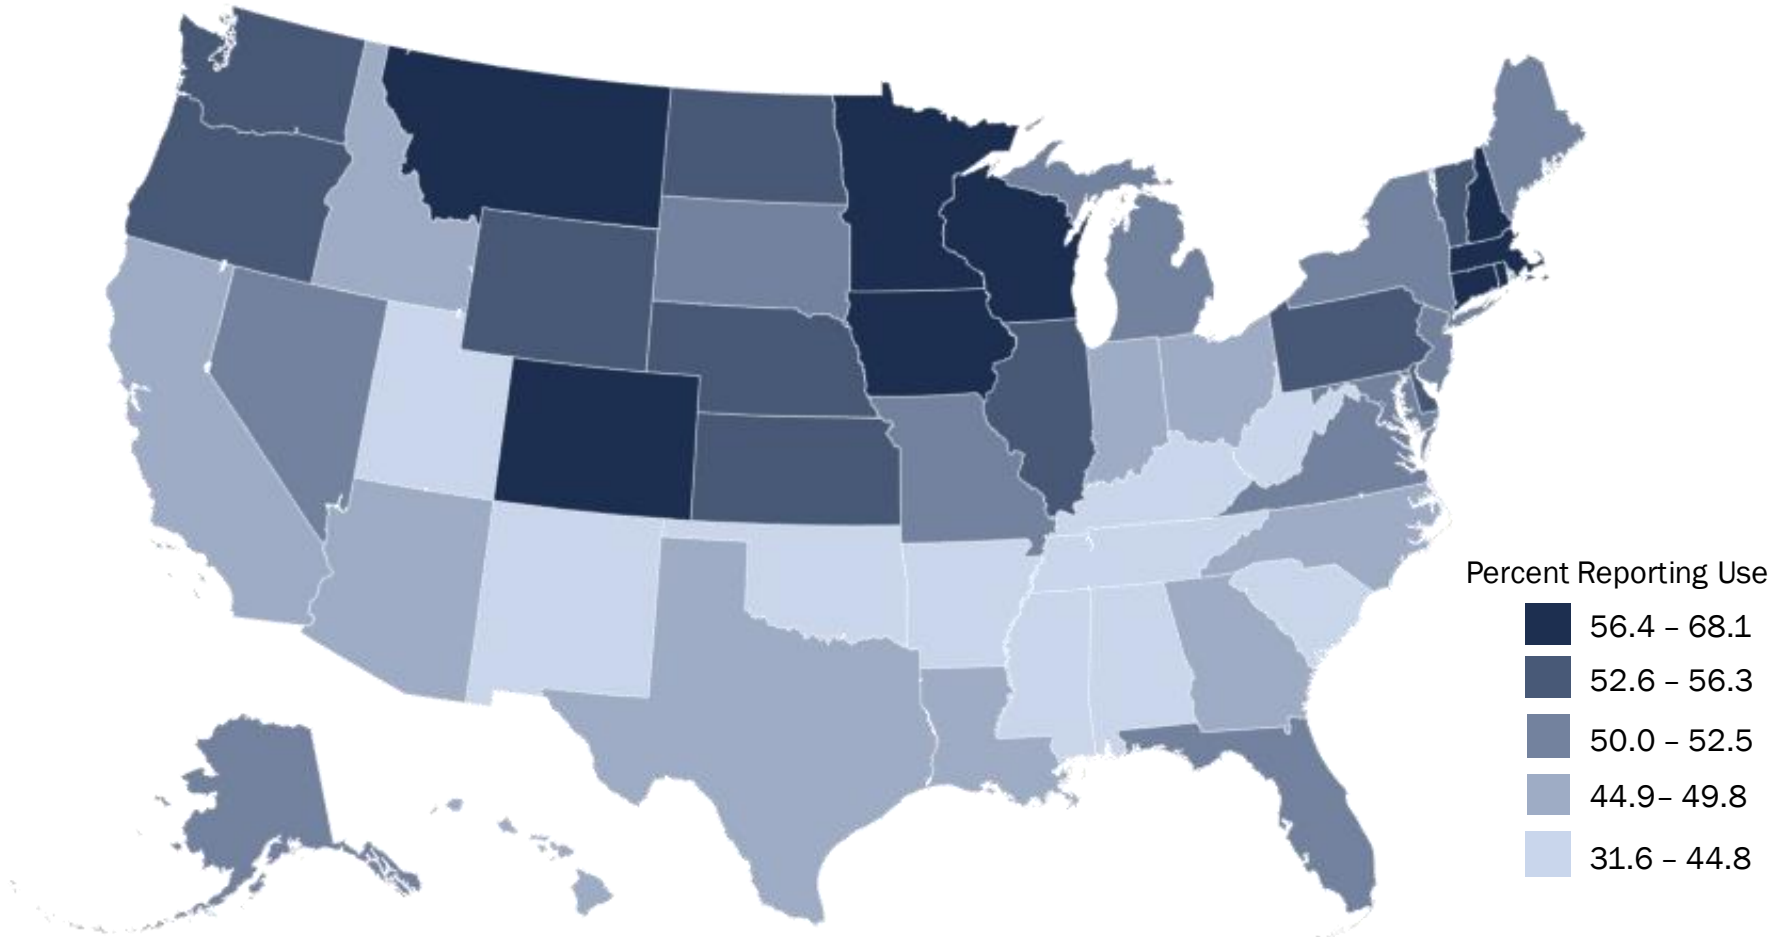 Percent Reporting Use
56.4 – 68.1
52.6 – 56.3
50.0 – 52.5
44.9– 49.8
31.6 – 44.8